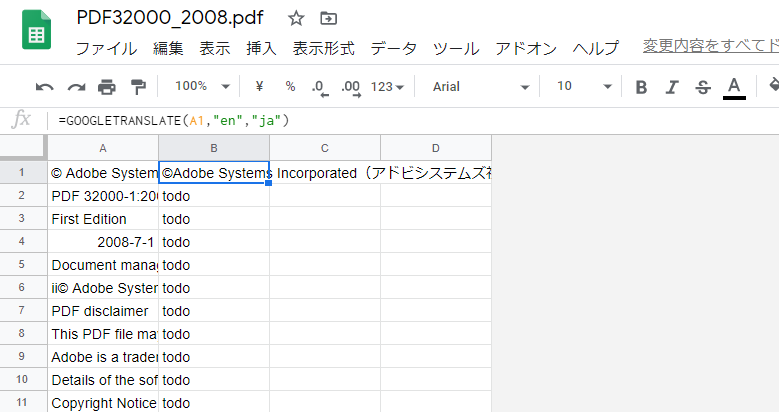 PDF32000_2008.pdf
ファイル 編集 表示 挿入 表示形式 データ ツール アドオン ヘルプ 変更内容をすべてド
100% ¥ % .0 .00 123 Arial 10 B I S A
fx =GOOGLETRANSLATE(A1,"en","ja")
A B C D
1 © Adobe System ©Adobe Systems Incorporated（アドビシステムズ社
2 PDF 32000-1:200 todo
3 First Edition todo
4 2008-7-1 todo
5 Document manag todo
6 ii© Adobe System todo
7 PDF disclaimer todo
8 This PDF file may todo
9 Adobe is a tradem todo
10 Details of the soft todo
11 Copyright Notice todo